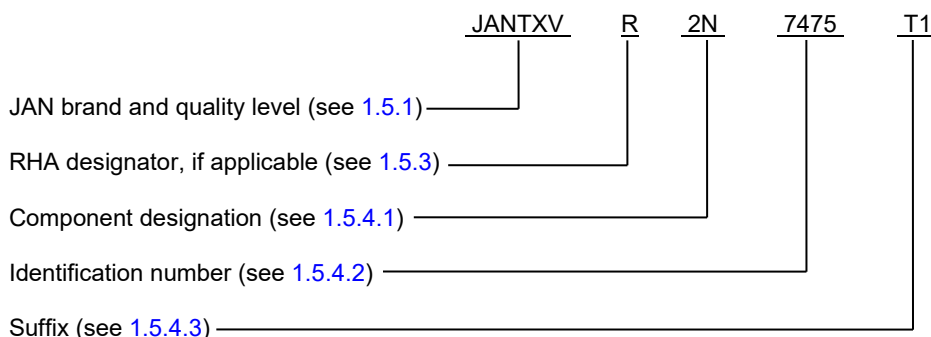 JANTXV R 2N 7475 T1
JAN brand and quality level (see 1.5.1)
RHA designator, if applicable (see 1.5.3)
Component designation (see 1.5.4.1)
Identification number (see 1.5.4.2)
Suffix (see 1.5.4.3)